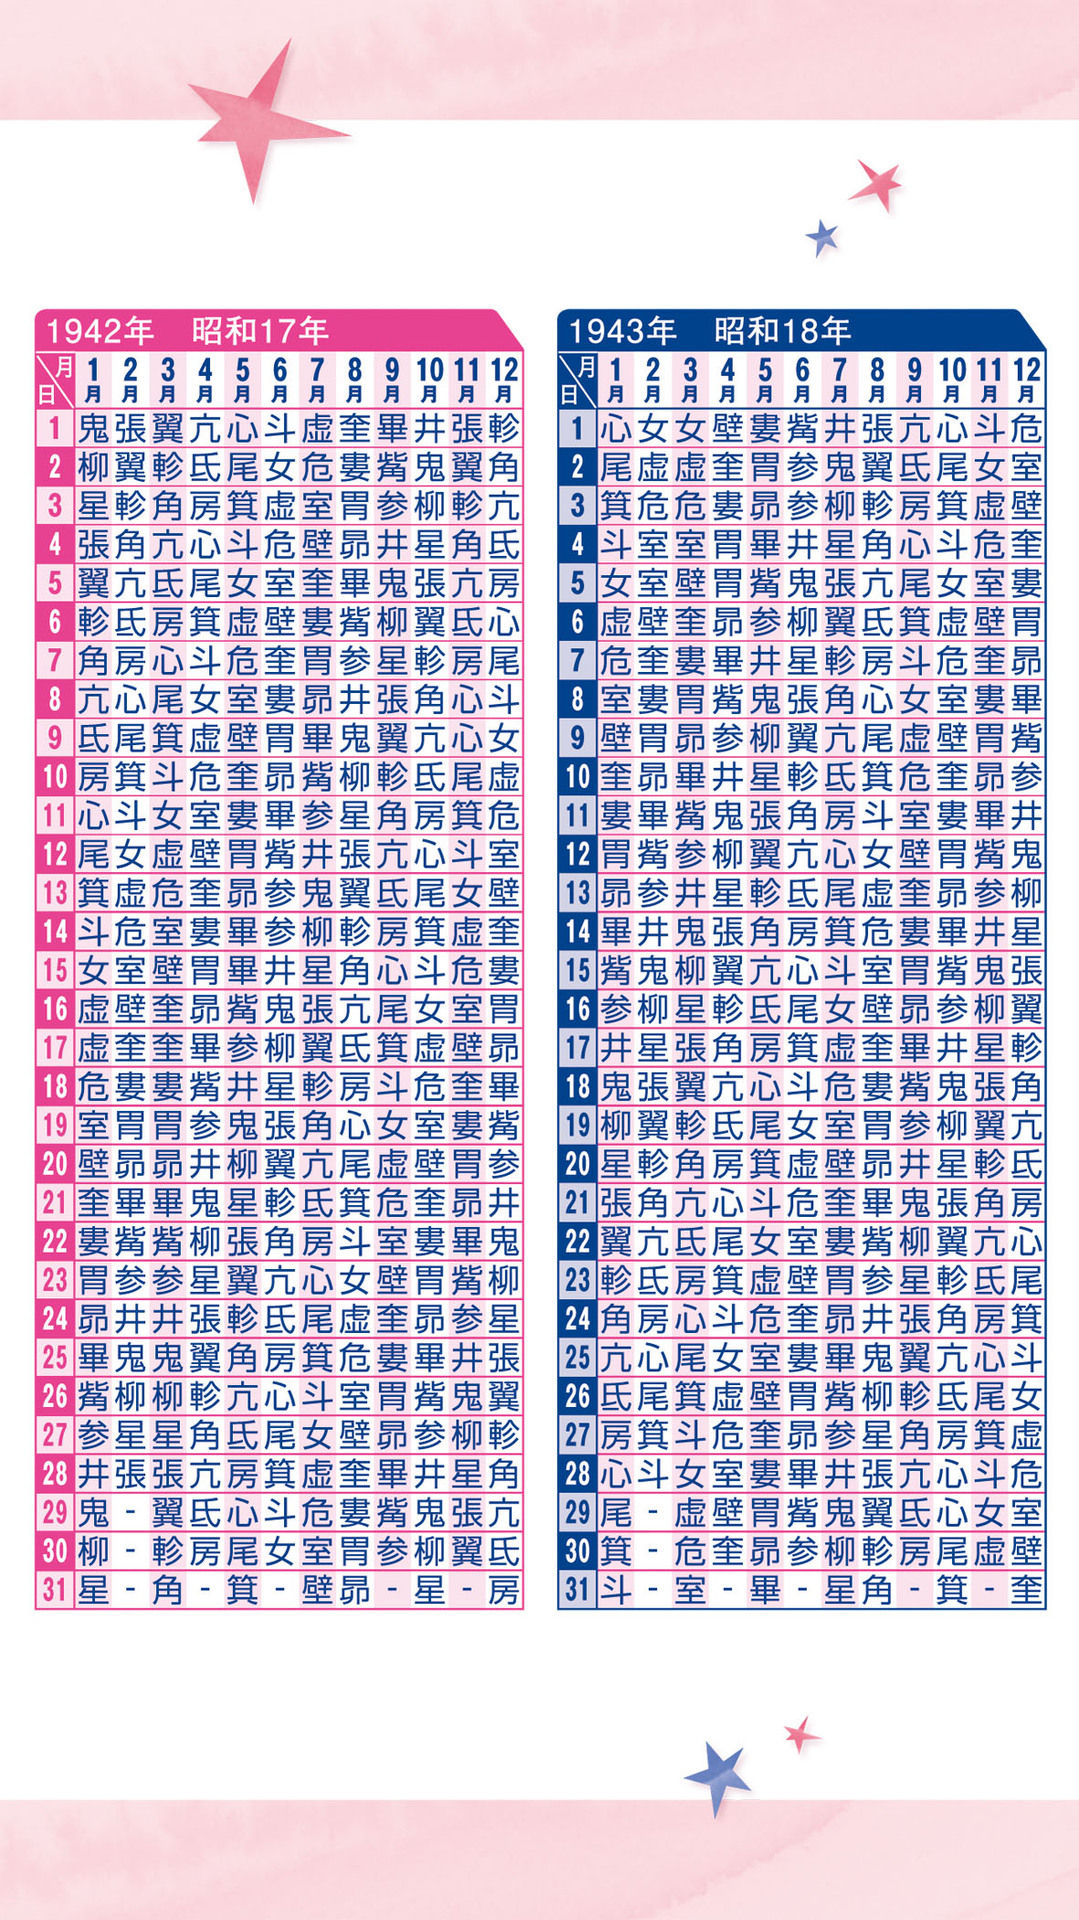 1942年 昭和17年
月 日 1月 2月 3月 4月 5月 6月 7月 8月 9月 10月 11月 12月
1 鬼 張 翼 亢 心 斗 虚 奎 畢 井 張 軫
2 柳 翼 軫 氐 尾 女 危 婁 觜 鬼 翼 角
3 星 軫 角 房 箕 虚 室 胃 参 柳 軫 亢
4 張 角 亢 心 斗 危 壁 昴 井 星 角 氐
5 翼 亢 氐 尾 女 室 奎 畢 鬼 張 亢 房
6 軫 氐 房 箕 虚 壁 婁 觜 柳 翼 氐 心
7 角 房 心 斗 危 奎 胃 参 星 軫 房 尾
8 亢 心 尾 女 室 婁 昴 井 張 角 心 斗
9 氐 尾 箕 虚 壁 胃 畢 鬼 翼 亢 心 女
10 房 箕 斗 危 奎 昴 觜 柳 軫 氐 尾 虚
11 心 斗 女 室 婁 畢 参 星 角 房 箕 危
12 尾 女 虚 壁 胃 觜 井 張 亢 心 斗 室
13 箕 虚 危 奎 昴 参 鬼 翼 氐 尾 女 壁
14 斗 危 室 婁 畢 参 柳 軫 房 箕 虚 奎
15 女 室 壁 胃 畢 井 星 角 心 斗 危 婁
16 虚 壁 奎 昴 觜 鬼 張 亢 尾 女 室 胃
17 虚 奎 奎 畢 参 柳 翼 氐 箕 虚 壁 昴
18 危 婁 婁 觜 井 星 軫 房 斗 危 奎 畢
19 室 胃 胃 参 鬼 張 角 心 女 室 婁 觜
20 壁 昴 昴 井 柳 翼 亢 尾 虚 壁 胃 参
21 奎 畢 畢 鬼 星 軫 氐 箕 危 奎 昴 井
22 婁 觜 觜 柳 張 角 房 斗 室 婁 畢 鬼
23 胃 参 参 星 翼 亢 心 女 壁 胃 觜 柳
24 昴 井 井 張 軫 氐 尾 虚 奎 昴 参 星
25 畢 鬼 鬼 翼 角 房 箕 危 婁 畢 井 張
26 觜 柳 柳 軫 亢 心 斗 室 胃 觜 鬼 翼
27 参 星 星 角 氐 尾 女 壁 昴 参 柳 軫
28 井 張 張 亢 房 箕 虚 奎 畢 井 星 角
29 鬼 - 翼 氐 心 斗 危 婁 觜 鬼 張 亢
30 柳 - 軫 房 尾 女 室 胃 参 柳 翼 氐
31 星 - 角 - 箕 - 壁 昴 - 星 - 房
1943年 昭和18年
月 日 1月 2月 3月 4月 5月 6月 7月 8月 9月 10月 11月 12月
1 心 女 女 壁 婁 觜 井 張 亢 心 斗 危
2 尾 虚 虚 奎 胃 参 鬼 翼 氐 尾 女 室
3 箕 危 危 婁 昴 参 柳 軫 房 箕 虚 壁
4 斗 室 室 胃 畢 井 星 角 心 斗 危 奎
5 女 室 壁 胃 觜 鬼 張 亢 尾 女 室 婁
6 虚 壁 奎 昴 参 柳 翼 氐 箕 虚 壁 胃
7 危 奎 婁 畢 井 星 軫 房 斗 危 奎 昴
8 室 婁 胃 觜 鬼 張 角 心 女 室 婁 畢
9 壁 胃 昴 参 柳 翼 亢 尾 虚 壁 胃 觜
10 奎 昴 畢 井 星 軫 氐 箕 危 奎 昴 参
11 婁 畢 觜 鬼 張 角 房 斗 室 婁 畢 井
12 胃 觜 参 柳 翼 亢 心 女 壁 胃 觜 鬼
13 昴 参 井 星 軫 氐 尾 虚 奎 昴 参 柳
14 畢 井 鬼 張 角 房 箕 危 婁 畢 井 星
15 觜 鬼 柳 翼 亢 心 斗 室 胃 觜 鬼 張
16 参 柳 星 軫 氐 尾 女 壁 昴 参 柳 翼
17 井 星 張 角 房 箕 虚 奎 畢 井 星 軫
18 鬼 張 翼 亢 心 斗 危 婁 觜 鬼 張 角
19 柳 翼 軫 氐 尾 女 室 胃 参 柳 翼 亢
20 星 軫 角 房 箕 虚 壁 昴 井 星 軫 氐
21 張 角 亢 心 斗 危 奎 畢 鬼 張 角 房
22 翼 亢 氐 尾 女 室 婁 觜 柳 翼 亢 心
23 軫 氐 房 箕 虚 壁 胃 参 星 軫 氐 尾
24 角 房 心 斗 危 奎 昴 井 張 角 房 箕
25 亢 心 尾 女 室 婁 畢 鬼 翼 亢 心 斗
26 氐 尾 箕 虚 壁 胃 觜 柳 軫 氐 尾 女
27 房 箕 斗 危 奎 昴 参 星 角 房 箕 虚
28 心 斗 女 室 婁 畢 井 張 亢 心 斗 危
29 尾 - 虚 壁 胃 觜 鬼 翼 氐 心 女 室
30 箕 - 危 奎 昴 参 柳 軫 房 尾 虚 壁
31 斗 - 室 - 畢 - 星 角 - 箕 - 奎